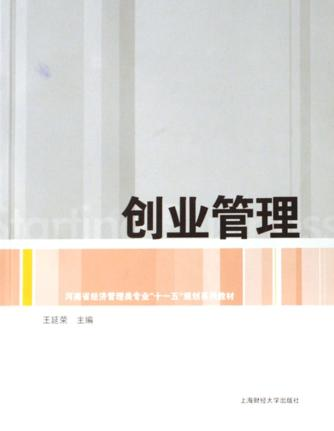 创业管理
河南省经济管理类专业“十一五”规划系列教材
王延荣 主编
上海财经大学出版社